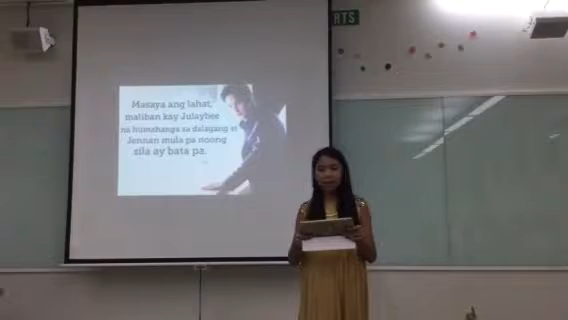 Masaya ang lahat,
maliban kay Julaybee
na humahanga sa dalagang si
Jennan mula pa noong
sila ay bata pa.
RTS